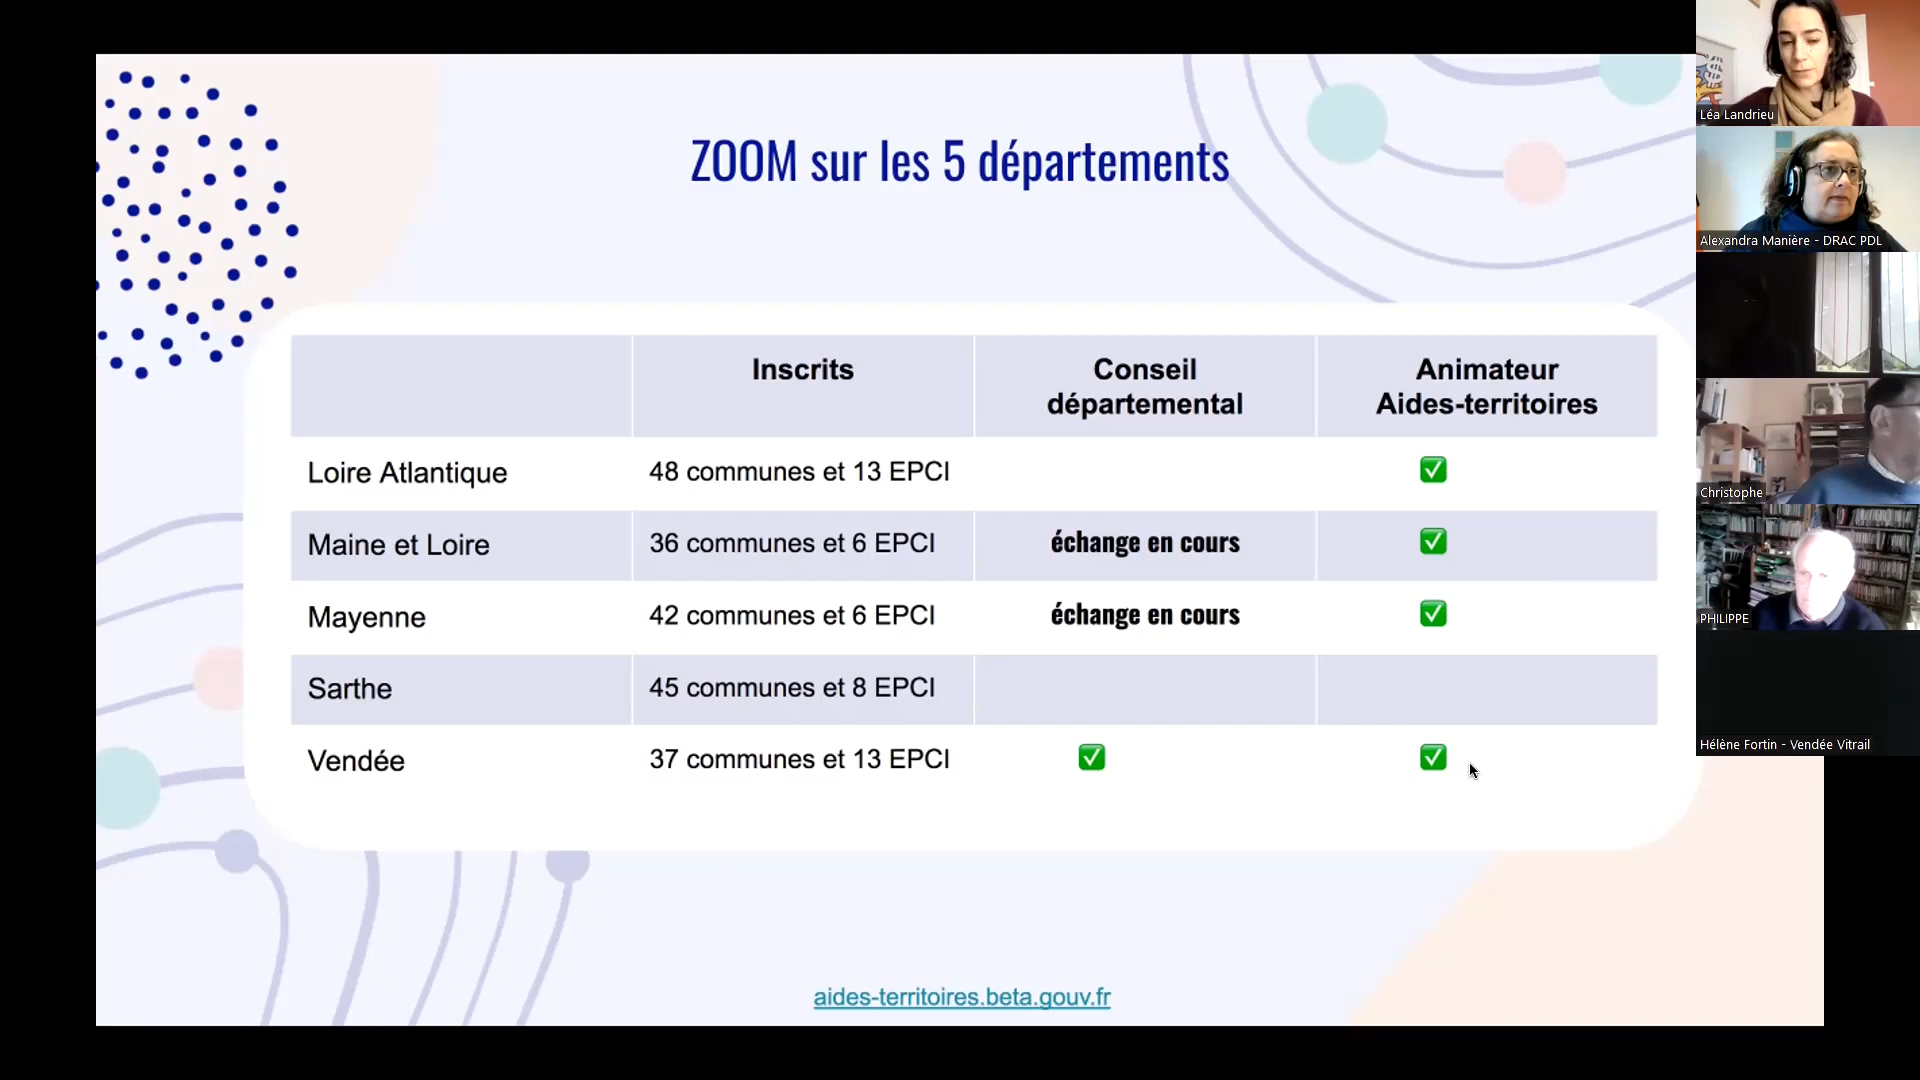 ZOOM sur les 5 départements
Inscrits
Conseil
départemental
Animateur
Aides-territoires
Loire Atlantique
48 communes et 13 EPCI
✅
Maine et Loire
36 communes et 6 EPCI
échange en cours
✅
Mayenne
42 communes et 6 EPCI
échange en cours
✅
Sarthe
45 communes et 8 EPCI
Vendée
37 communes et 13 EPCI
✅
✅
aides-territoires.beta.gouv.fr
Léa Landrieu
Alexandra Manière - DRAC PDL
Christophe
PHILIPPE
Hélène Fortin - Vendée Vitrail